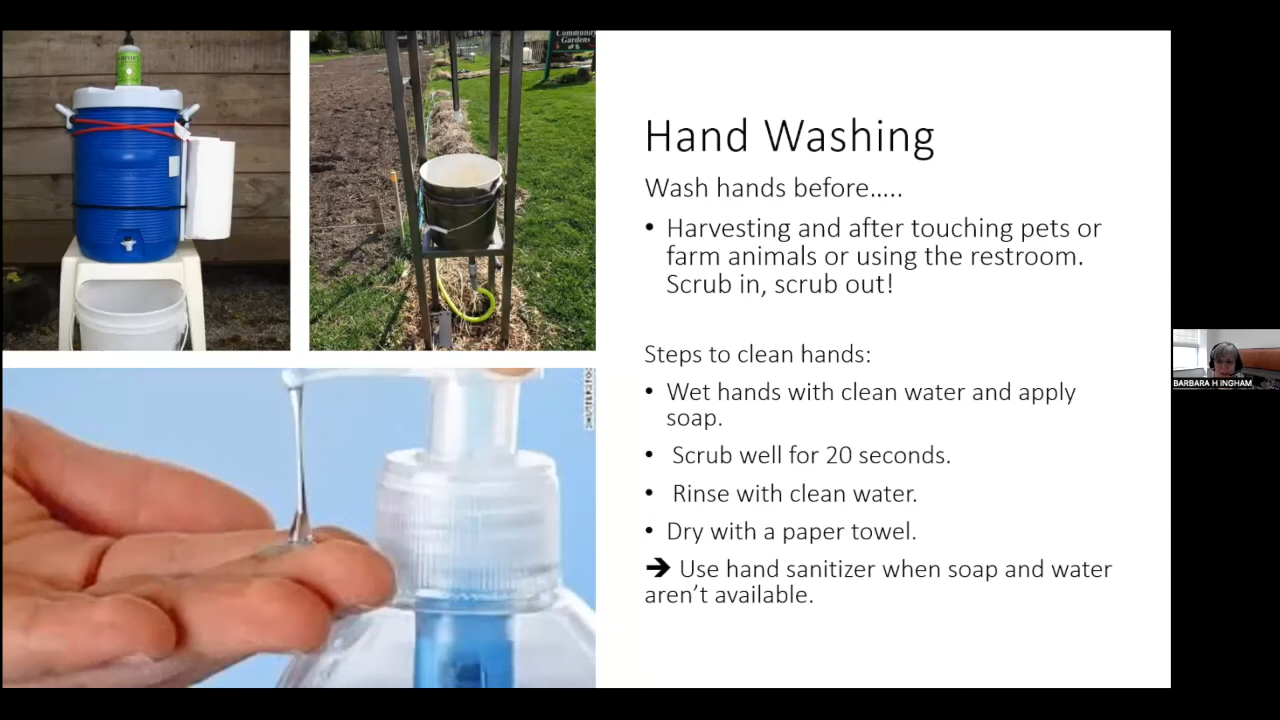 Community
Gardens
Hand Washing
Wash hands before…..
• Harvesting and after touching pets or
farm animals or using the restroom.
Scrub in, scrub out!
Steps to clean hands:
• Wet hands with clean water and apply
soap.
• Scrub well for 20 seconds.
• Rinse with clean water.
• Dry with a paper towel.
➔ Use hand sanitizer when soap and water
aren’t available.
BARBARA H INGHAM